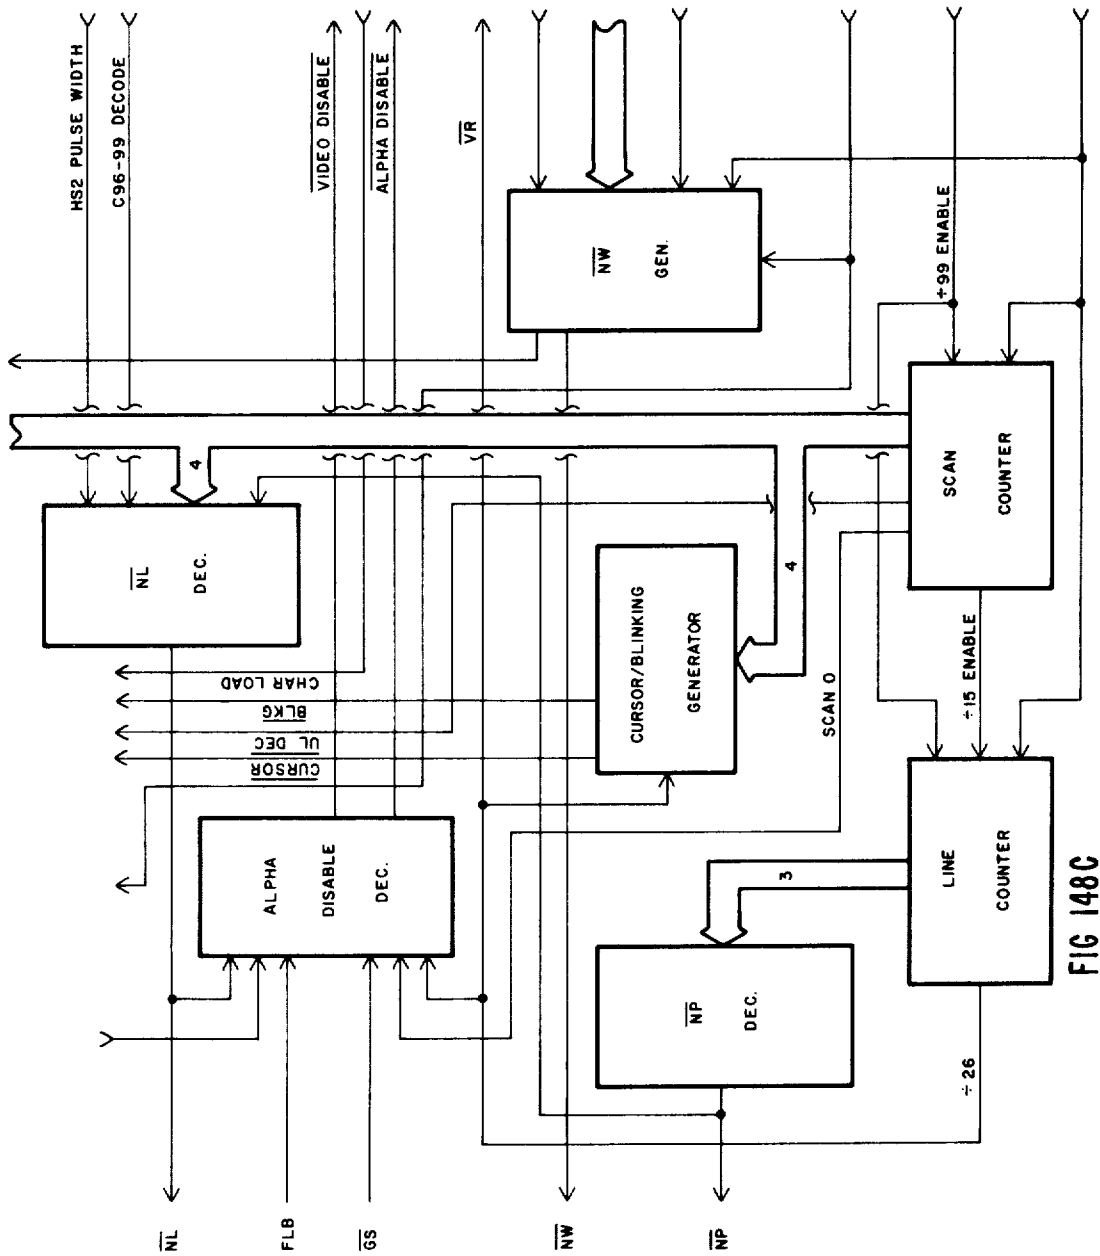 HS2 PULSE WIDTH
C96-99 DECODE
VIDEO DISABLE
ALPHA DISABLE
VR
NW
GEN.
÷99 ENABLE
4
NL
DEC.
SCAN
COUNTER
4
CURSOR/BLINKING
GENERATOR
CHAR LOAD
BLKG
UL DEC
CURSOR
SCAN 0
÷15 ENABLE
ALPHA
DISABLE
DEC.
3
LINE
COUNTER
NP
DEC.
÷26
NL
FLB
GS
NW
NP
FIG 148C